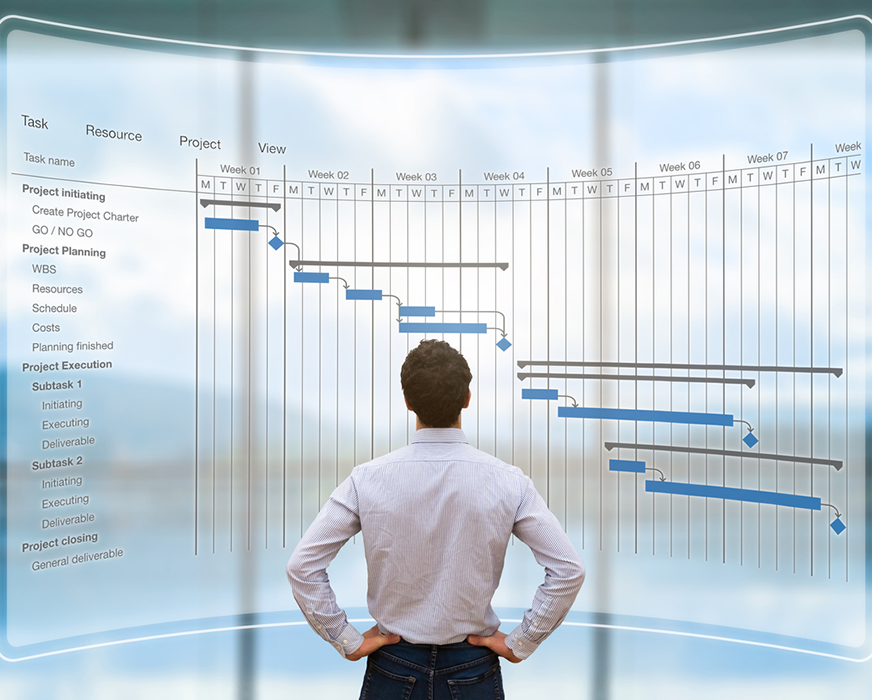 Task Resource Project View
Task name
Week 01 Week 02 Week 03 Week 04 Week 05 Week 06 Week 07 Week
M T W T F M T W T F M T W T F M T W T F M T W T F M T W T F M T W T F M T W
Project initiating
Create Project Charter
GO / NO GO
Project Planning
WBS
Resources
Schedule
Costs
Planning finished
Project Execution
Subtask 1
Initiating
Executing
Deliverable
Subtask 2
Initiating
Executing
Deliverable
Project closing
General deliverable